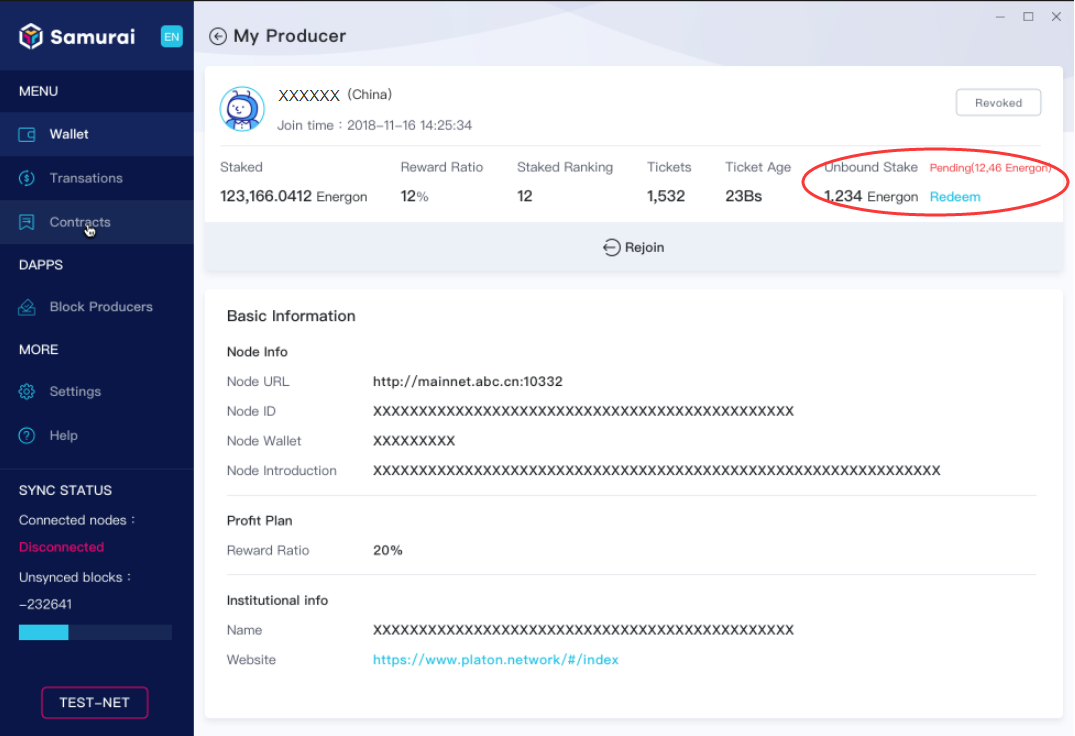 Samurai
EN
MENU
Wallet
Transations
Contracts
DAPPS
Block Producers
MORE
Settings
Help
SYNC STATUS
Connected nodes :
Disconnected
Unsynced blocks :
-232641
TEST-NET
My Producer
XXXXXX (China)
Join time : 2018-11-16 14:25:34
Revoked
Staked Reward Ratio Staked Ranking Tickets Ticket Age Unbound Stake Pending(12,46 Energon)
123,166.0412 Energon 12% 12 1,532 23Bs 1,234 Energon Redeem
Rejoin
Basic Information
Node Info
Node URL http://mainnet.abc.cn:10332
Node ID XXXXXXXXXXXXXXXXXXXXXXXXXXXXXXXXXXXXXXXXXXXXXX
Node Wallet XXXXXXXXX
Node Introduction XXXXXXXXXXXXXXXXXXXXXXXXXXXXXXXXXXXXXXXXXXXXXXXXXXXXXXXXXXXXXX
Profit Plan
Reward Ratio 20%
Institutional info
Name XXXXXXXXXXXXXXXXXXXXXXXXXXXXXXXXXXXXXXXXXXXXXX
Website https://www.platon.network/#/index